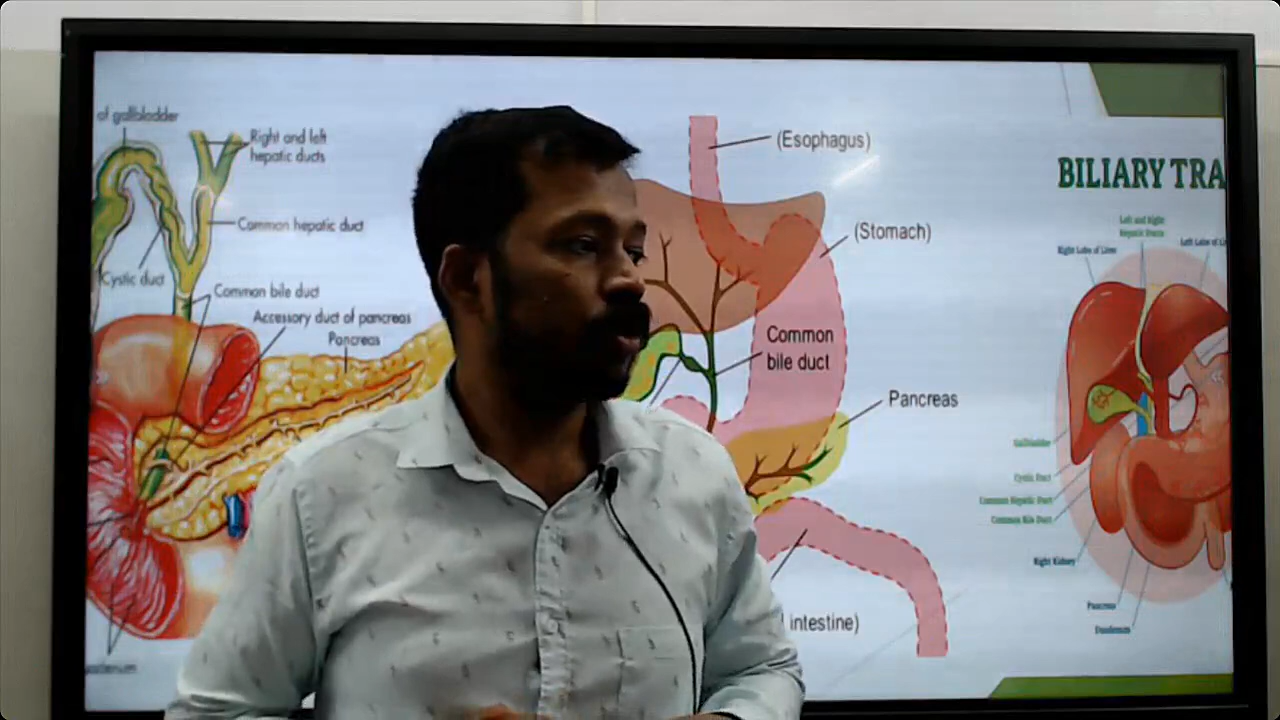 of gallbladder
Right and left
hepatic ducts
Common hepatic duct
Cystic duct
Common bile duct
Accessory duct of pancreas
Pancreas
(Esophagus)
(Stomach)
Common
bile duct
Pancreas
intestine)
BILIARY TRA
Left and Right
Hepatic Ducts
Right Lobe of Liver
Left Lobe of Li
Gallbladder
Cystic Duct
Common Hepatic Duct
Common Bile Duct
Right Kidney
Pancreas
Duodenum